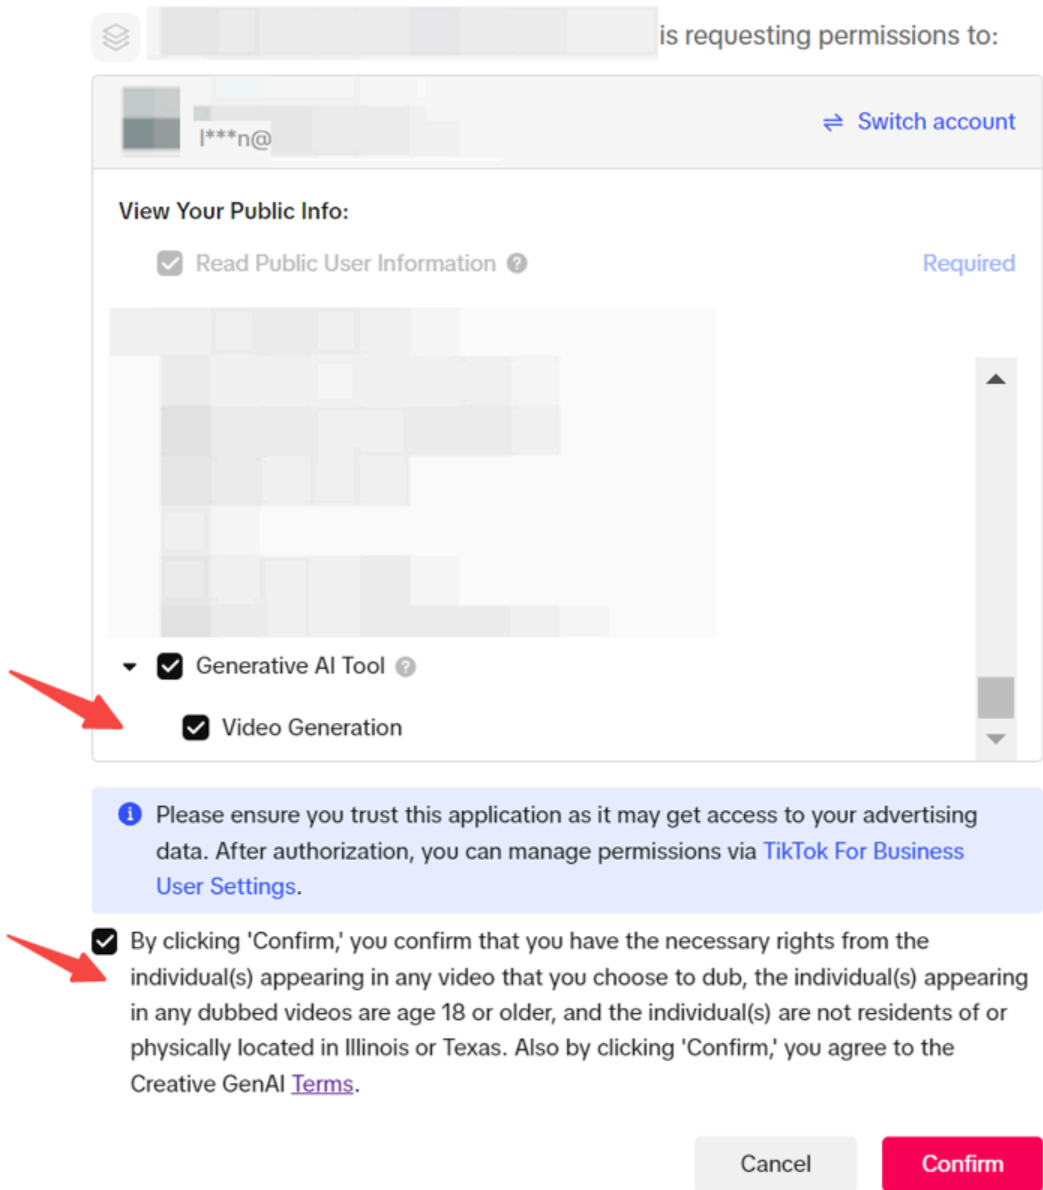 is requesting permissions to:
l***n@
Switch account
View Your Public Info:
Read Public User Information
Required
Generative AI Tool
Video Generation
Please ensure you trust this application as it may get access to your advertising
data. After authorization, you can manage permissions via TikTok For Business
User Settings.
By clicking 'Confirm,' you confirm that you have the necessary rights from the
individual(s) appearing in any video that you choose to dub, the individual(s) appearing
in any dubbed videos are age 18 or older, and the individual(s) are not residents of or
physically located in Illinois or Texas. Also by clicking 'Confirm,' you agree to the
Creative GenAI Terms.
Cancel
Confirm